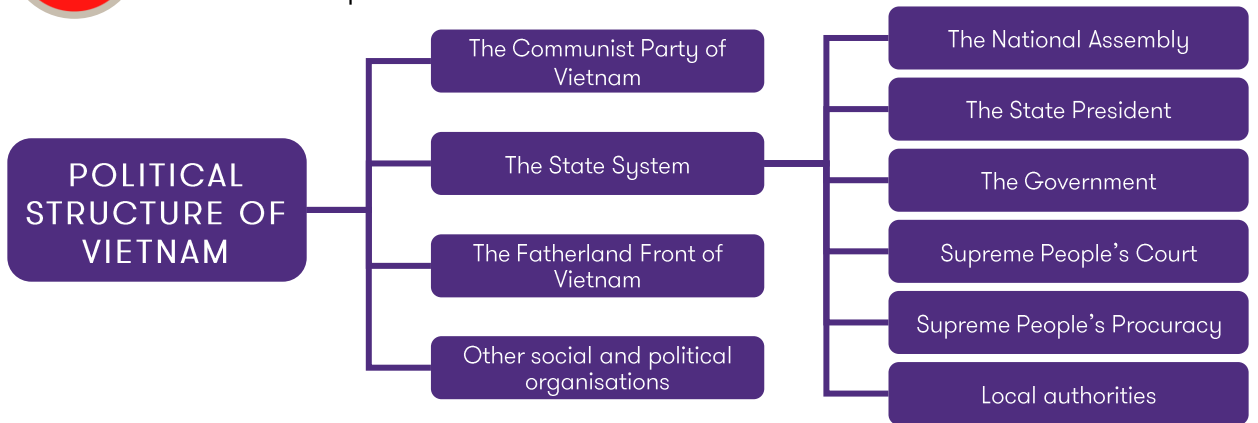 POLITICAL
STRUCTURE OF
VIETNAM
The Communist Party of
Vietnam
The State System
The Fatherland Front of
Vietnam
Other social and political
organisations
The National Assembly
The State President
The Government
Supreme People's Court
Supreme People's Procuracy
Local authorities